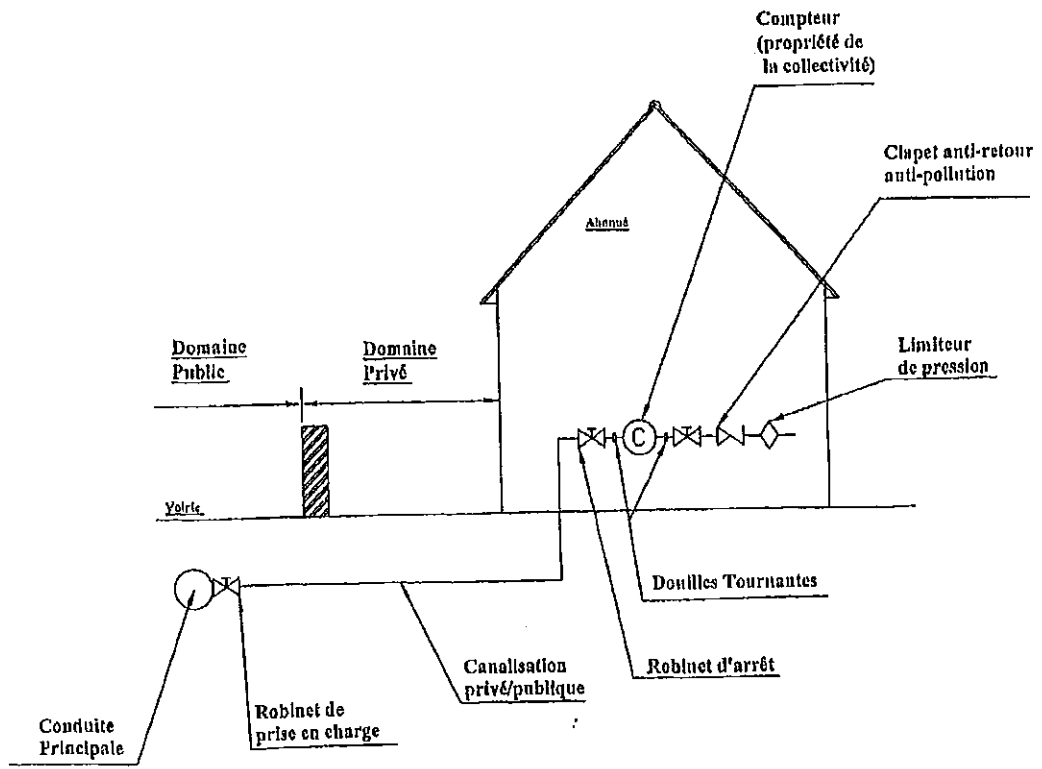 Compteur
(propriété de
la collectivité)
Clapet anti-retour
anti-pollution
Abonné
Domaine
Public
Domaine
Privé
Limiteur
de pression
C
Voirie
Douilles Tournantes
Robinet d'arrêt
Canalisation
privé/publique
Robinet de
prise en charge
Conduite
Principale